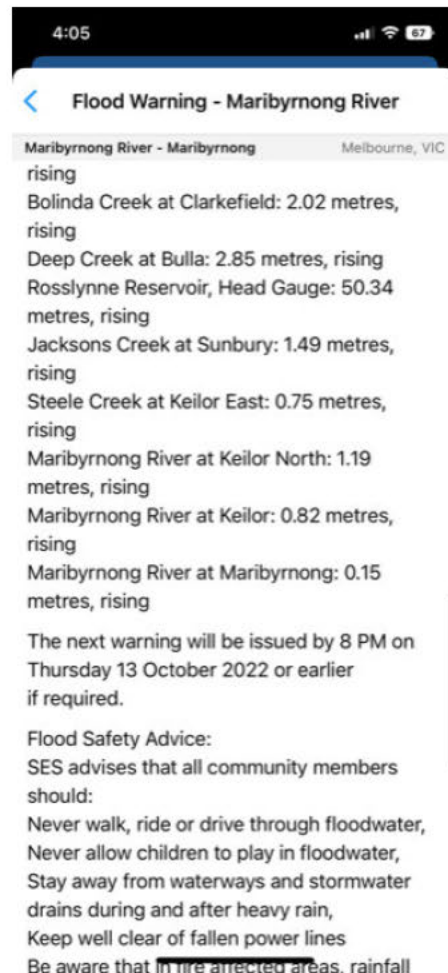 4:05
67
Flood Warning - Maribyrnong River
Maribyrnong River - Maribyrnong Melbourne, VIC
rising
Bolinda Creek at Clarkefield: 2.02 metres,
rising
Deep Creek at Bulla: 2.85 metres, rising
Rosslynne Reservoir, Head Gauge: 50.34
metres, rising
Jacksons Creek at Sunbury: 1.49 metres,
rising
Steele Creek at Keilor East: 0.75 metres,
rising
Maribyrnong River at Keilor North: 1.19
metres, rising
Maribyrnong River at Keilor: 0.82 metres,
rising
Maribyrnong River at Maribyrnong: 0.15
metres, rising
The next warning will be issued by 8 PM on
Thursday 13 October 2022 or earlier
if required.
Flood Safety Advice:
SES advises that all community members
should:
Never walk, ride or drive through floodwater,
Never allow children to play in floodwater,
Stay away from waterways and stormwater
drains during and after heavy rain,
Keep well clear of fallen power lines
Be aware that in fire affected areas, rainfall